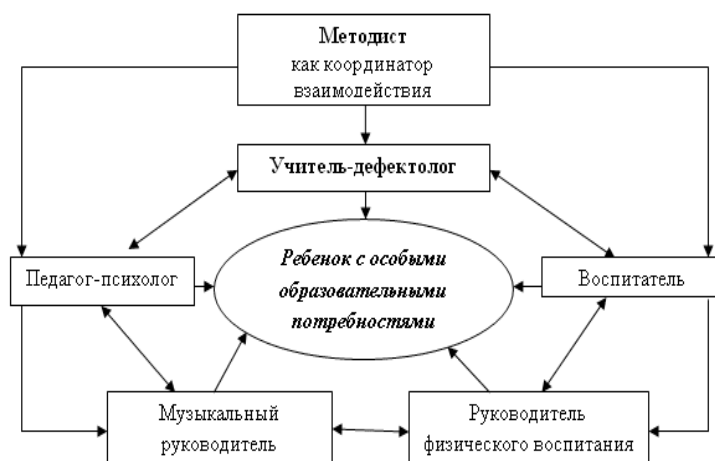 Методист
как координатор
взаимодействия
Учитель-дефектолог
Педагог-психолог
Ребенок с особыми
образовательными
потребностями
Воспитатель
Музыкальный
руководитель
Руководитель
физического воспитания